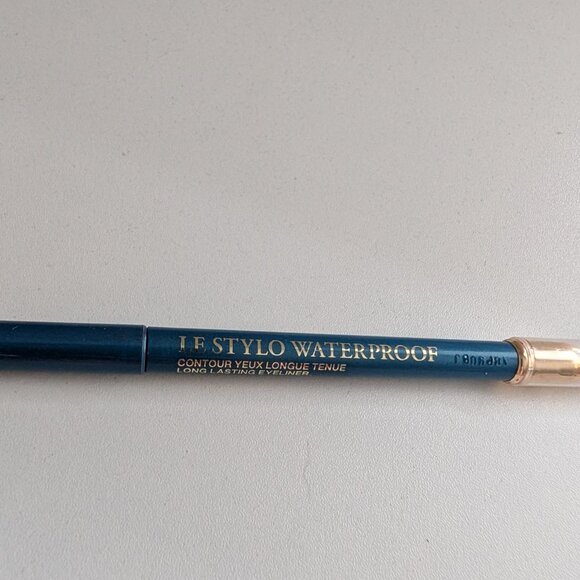 LE STYLO WATERPROOF
CONTOUR YEUX LONGUE TENUE
LONG LASTING EYELINER